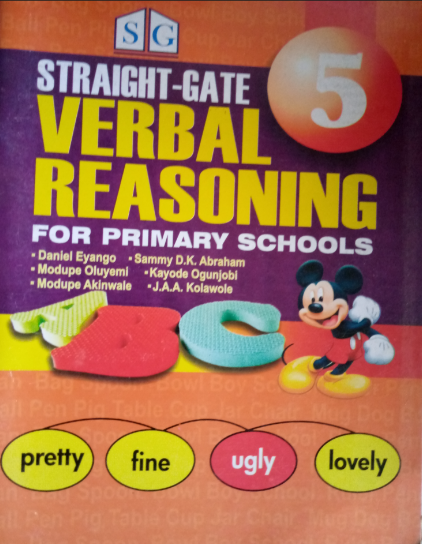 SG
5
STRAIGHT-GATE
VERBAL
REASONING
FOR PRIMARY SCHOOLS
• Daniel Eyango • Sammy D.K. Abraham
• Modupe Oluyemi • Kayode Ogunjobi
• Modupe Akinwale • J.A.A. Kolawole
ABC
pretty fine ugly lovely